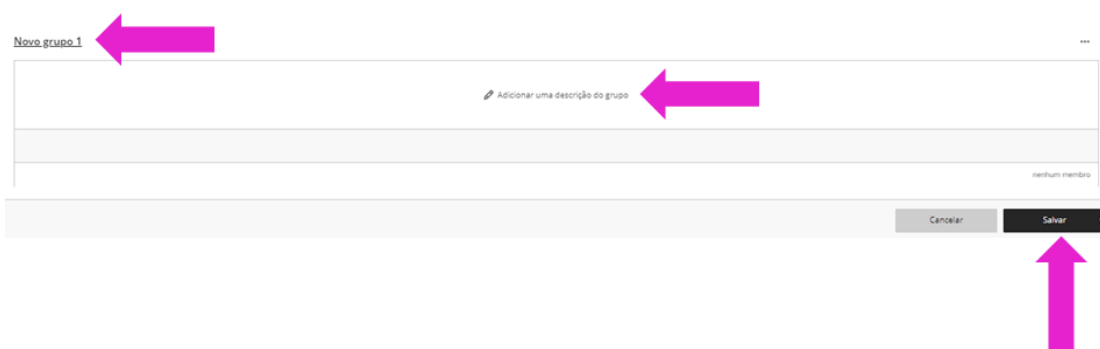 Novo grupo 1
...
Adicionar uma descrição do grupo
nenhum membro
Cancelar
Salvar